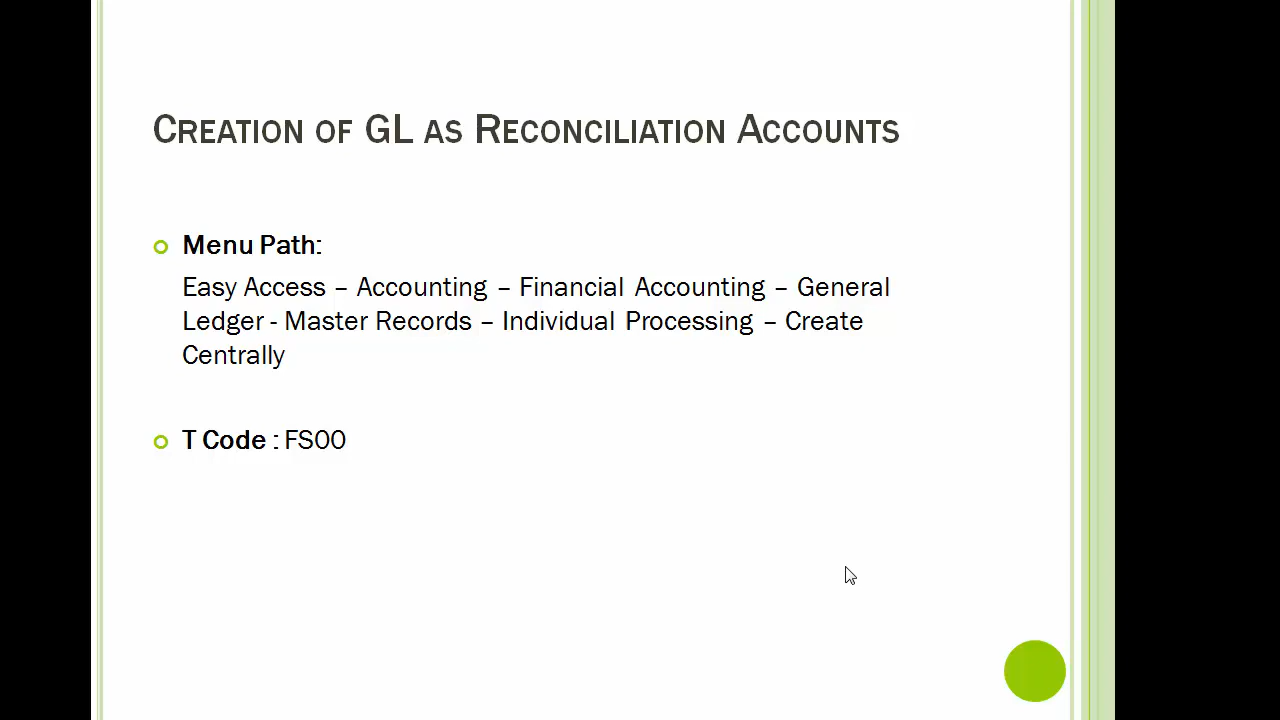 CREATION OF GL AS RECONCILIATION ACCOUNTS
Menu Path:
Easy Access – Accounting – Financial Accounting – General
Ledger - Master Records – Individual Processing – Create
Centrally
T Code : FS00